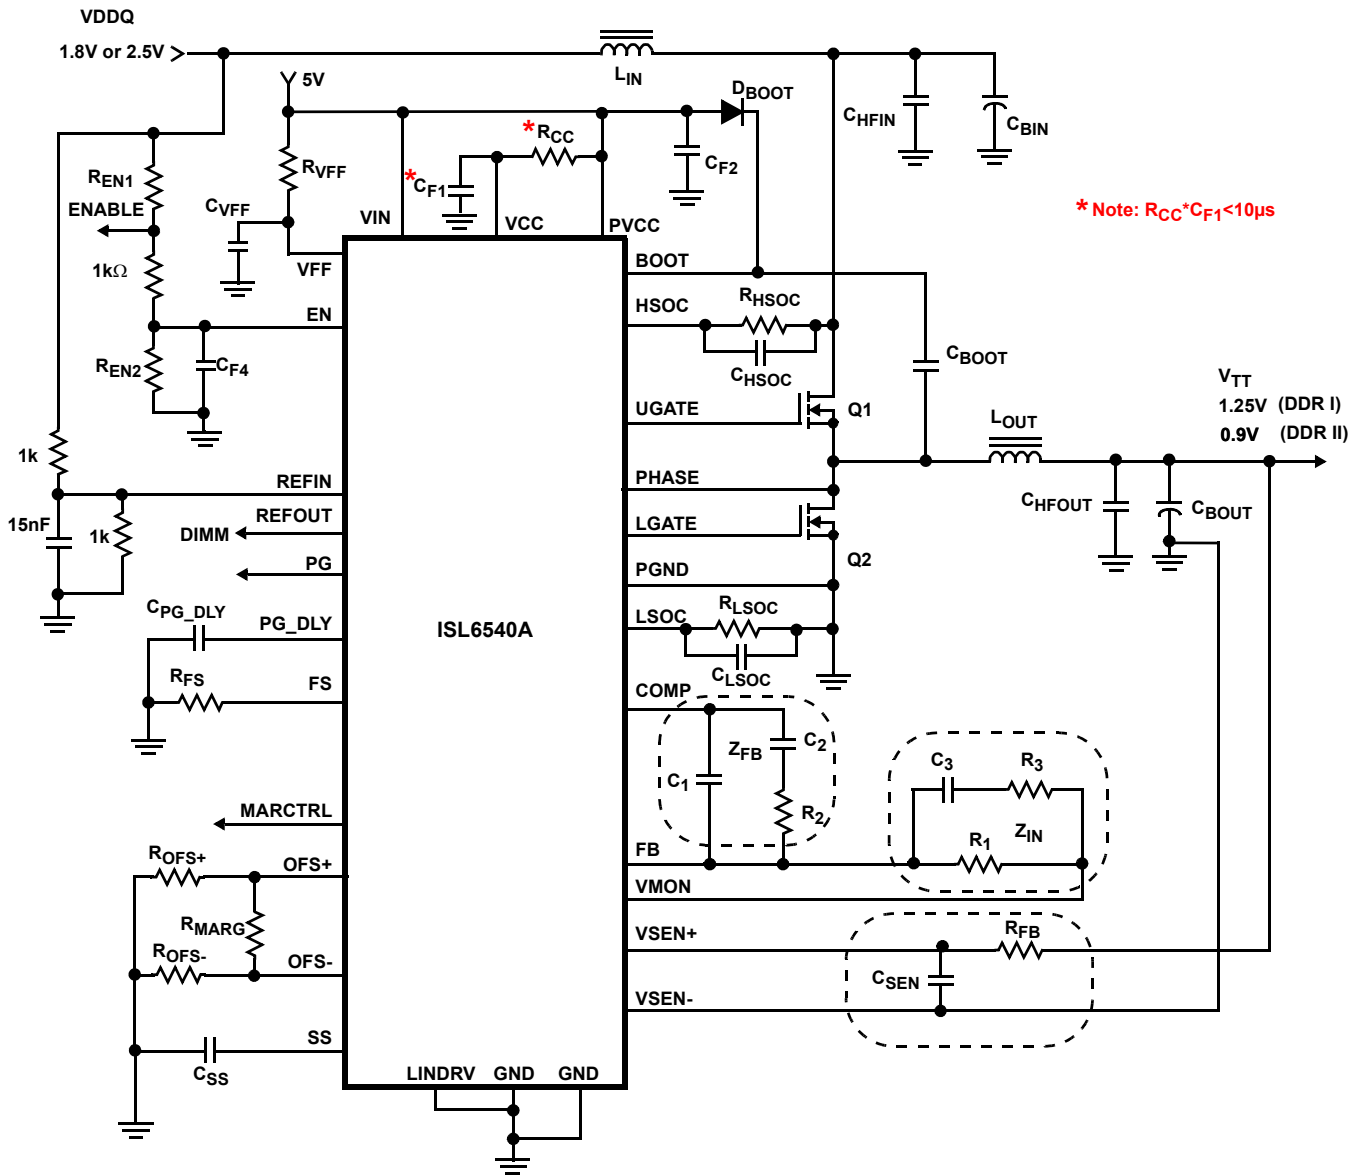 VDDQ
1.8V or 2.5V
LIN
5V
DBOOT
CHFIN
CBIN
*RCC
*CF1
CF2
RVFF
CVFF
REN1
ENABLE
1kΩ
REN2
CF4
* Note: RCC*CF1<10µs
VIN
VCC
PVCC
VFF
BOOT
EN
HSOC
RHSOC
CHSOC
CBOOT
UGATE
Q1
VTT
1.25V (DDR I)
0.9V (DDR II)
LOUT
1k
REFIN
PHASE
15nF
1k
REFOUT
DIMM
LGATE
Q2
CHFOUT
CBOUT
PG
PGND
CPG_DLY
PG_DLY
ISL6540A
LSOC
RLSOC
CLSOC
RFS
FS
COMP
C1
ZFB
C2
R2
C3
R3
ZIN
R1
MARCTRL
FB
VMON
ROFS+
OFS+
RMARG
ROFS-
OFS-
VSEN+
RFB
CSEN
VSEN-
SS
CSS
LINDRV
GND
GND